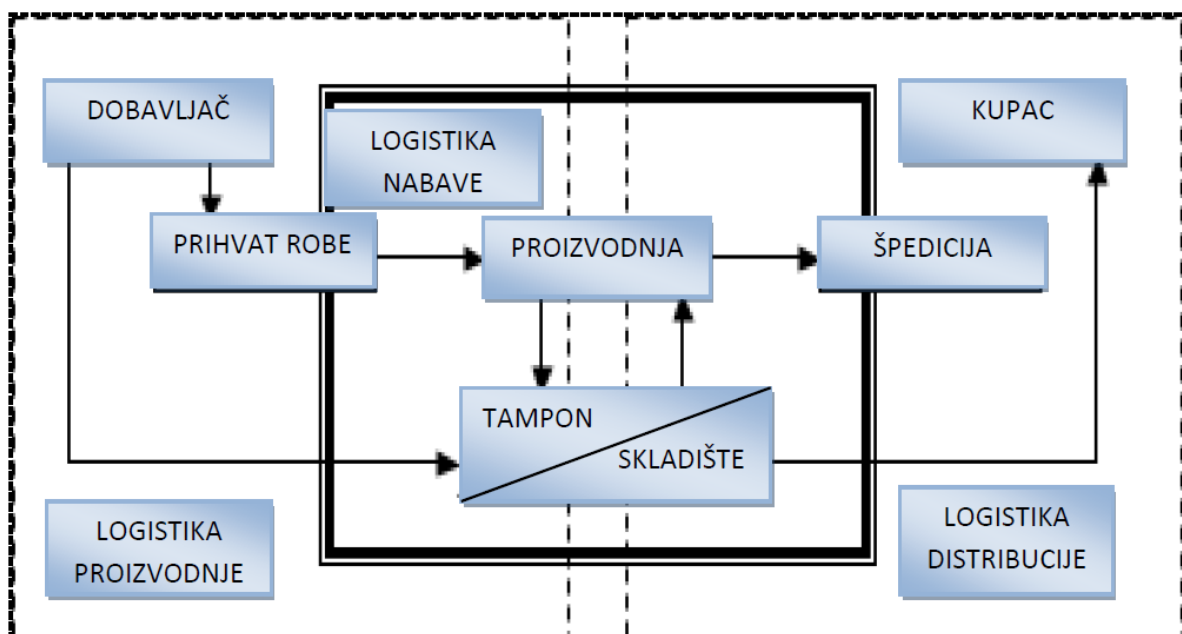 DOBAVLJAČ
KUPAC
LOGISTIKA
NABAVE
PRIHVAT ROBE
PROIZVODNJA
ŠPEDICIJA
TAMPON
SKLADIŠTE
LOGISTIKA
PROIZVODNJE
LOGISTIKA
DISTRIBUCIJE